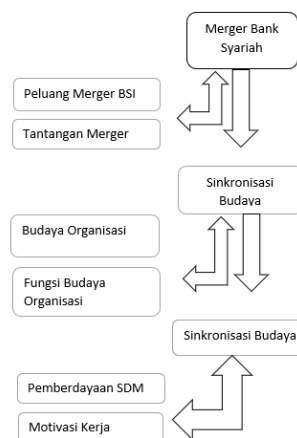 Merger Bank
Syariah
Peluang Merger BSI
Tantangan Merger
Sinkronisasi
Budaya
Budaya Organisasi
Fungsi Budaya
Organisasi
Sinkronisasi Budaya
Pemberdayaan SDM
Motivasi Kerja